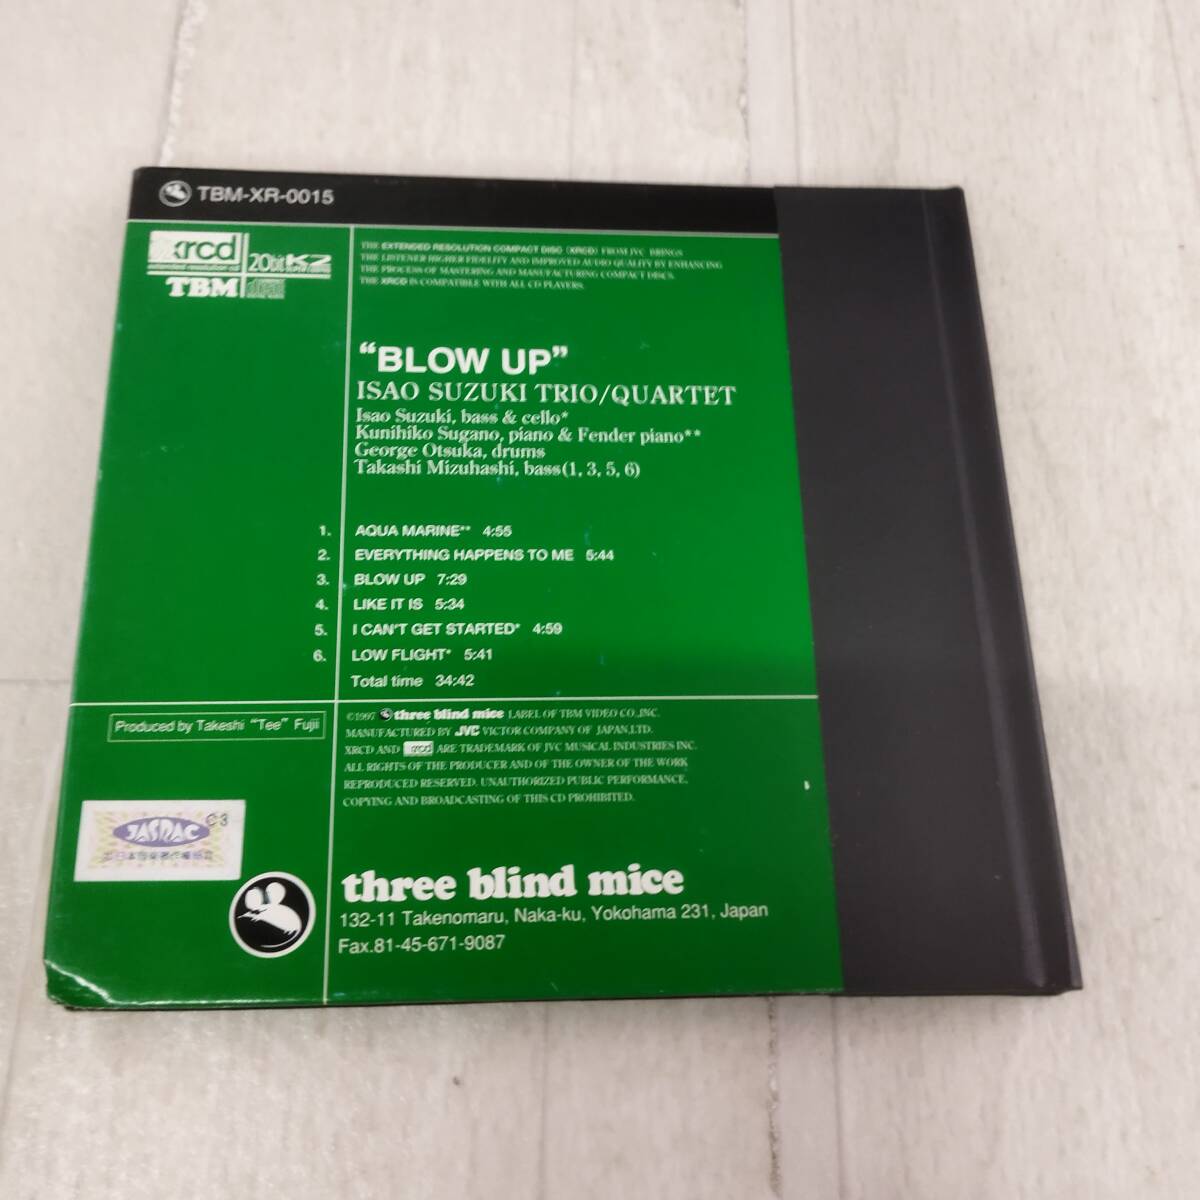 TBM-XR-0015
xrcd
extended resolution cd
20bit K2
TBM
THE EXTENDED RESOLUTION COMPACT DISC (XRCD) FROM JVC BRINGS
THE LISTENER HIGHER FIDELITY AND IMPROVED AUDIO QUALITY BY ENHANCING
THE PROCESS OF MASTERING AND MANUFACTURING COMPACT DISCS.
THE XRCD IS COMPATIBLE WITH ALL CD PLAYERS.
“BLOW UP”
ISAO SUZUKI TRIO/QUARTET
Isao Suzuki, bass & cello*
Kunihiko Sugano, piano & Fender piano**
George Otsuka, drums
Takashi Mizuhashi, bass(1, 3, 5, 6)
1. AQUA MARINE** 4:55
2. EVERYTHING HAPPENS TO ME 5:44
3. BLOW UP 7:29
4. LIKE IT IS 5:34
5. I CAN'T GET STARTED* 4:59
6. LOW FLIGHT* 5:41
Total time 34:42
Produced by Takeshi "Tee" Fujii
©1997 three blind mice LABEL OF TBM VIDEO CO.,INC.
MANUFACTURED BY JVC VICTOR COMPANY OF JAPAN,LTD.
XRCD AND xrcd ARE TRADEMARK OF JVC MUSICAL INDUSTRIES INC.
ALL RIGHTS OF THE PRODUCER AND OF THE OWNER OF THE WORK
REPRODUCED RESERVED. UNAUTHORIZED PUBLIC PERFORMANCE,
COPYING AND BROADCASTING OF THIS CD PROHIBITED.
JASRAC C3
three blind mice
132-11 Takenomaru, Naka-ku, Yokohama 231, Japan
Fax.81-45-671-9087